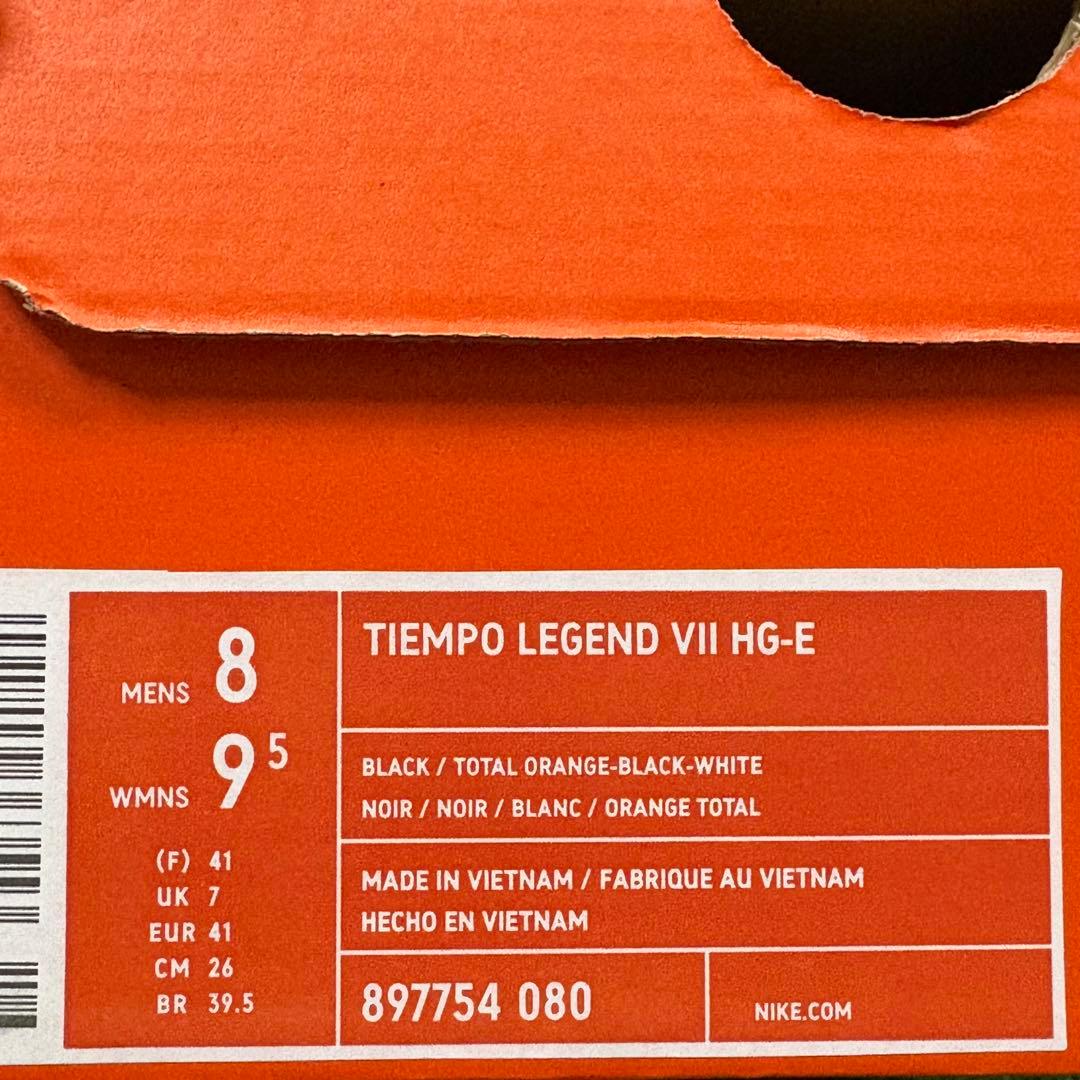 MENS 8
WMNS 9 5
(F) 41
UK 7
EUR 41
CM 26
BR 39.5
TIEMPO LEGEND VII HG-E
BLACK / TOTAL ORANGE-BLACK-WHITE
NOIR / NOIR / BLANC / ORANGE TOTAL
MADE IN VIETNAM / FABRIQUE AU VIETNAM
HECHO EN VIETNAM
897754 080
NIKE.COM